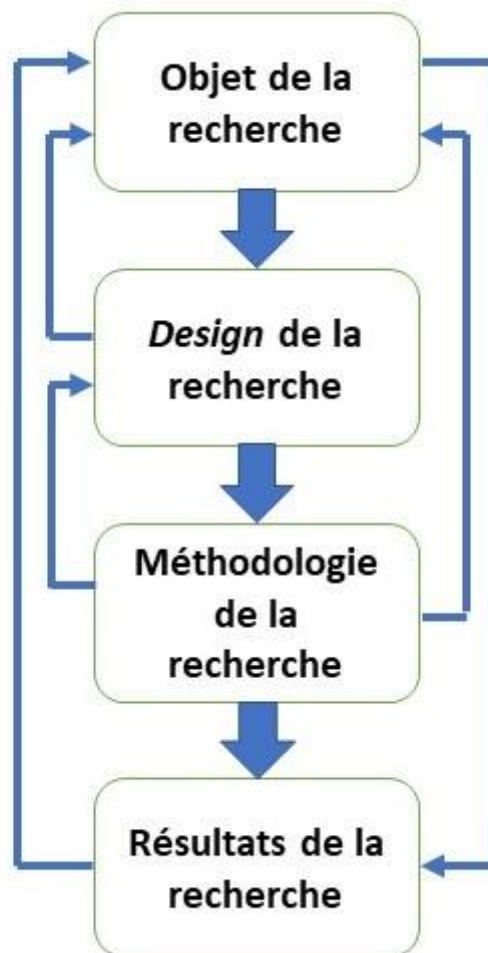 Objet de la
recherche
Design de la
recherche
Méthodologie
de la
recherche
Résultats de la
recherche